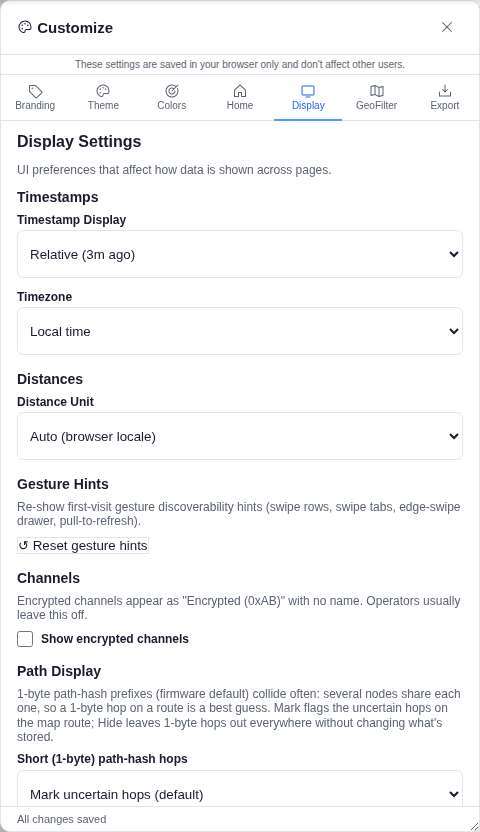 Customize
These settings are saved in your browser only and don't affect other users.
Branding
Theme
Colors
Home
Display
GeoFilter
Export
Display Settings
UI preferences that affect how data is shown across pages.
Timestamps
Timestamp Display
Relative (3m ago)
Timezone
Local time
Distances
Distance Unit
Auto (browser locale)
Gesture Hints
Re-show first-visit gesture discoverability hints (swipe rows, swipe tabs, edge-swipe
drawer, pull-to-refresh).
↺ Reset gesture hints
Channels
Encrypted channels appear as "Encrypted (0xAB)" with no name. Operators usually
leave this off.
Show encrypted channels
Path Display
1-byte path-hash prefixes (firmware default) collide often: several nodes share each
one, so a 1-byte hop on a route is a best guess. Mark flags the uncertain hops on
the map route; Hide leaves 1-byte hops out everywhere without changing what's
stored.
Short (1-byte) path-hash hops
Mark uncertain hops (default)
All changes saved